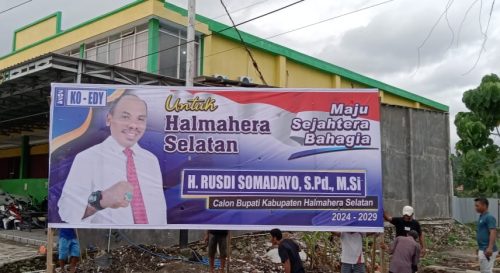 KO - EDY
Untuk
Halmahera
Selatan
Maju
Sejahtera
Bahagia
H. RUSDI SOMADAYO, S.Pd., M.Si
Calon Bupati Kabupaten Halmahera Selatan
2024 - 2029